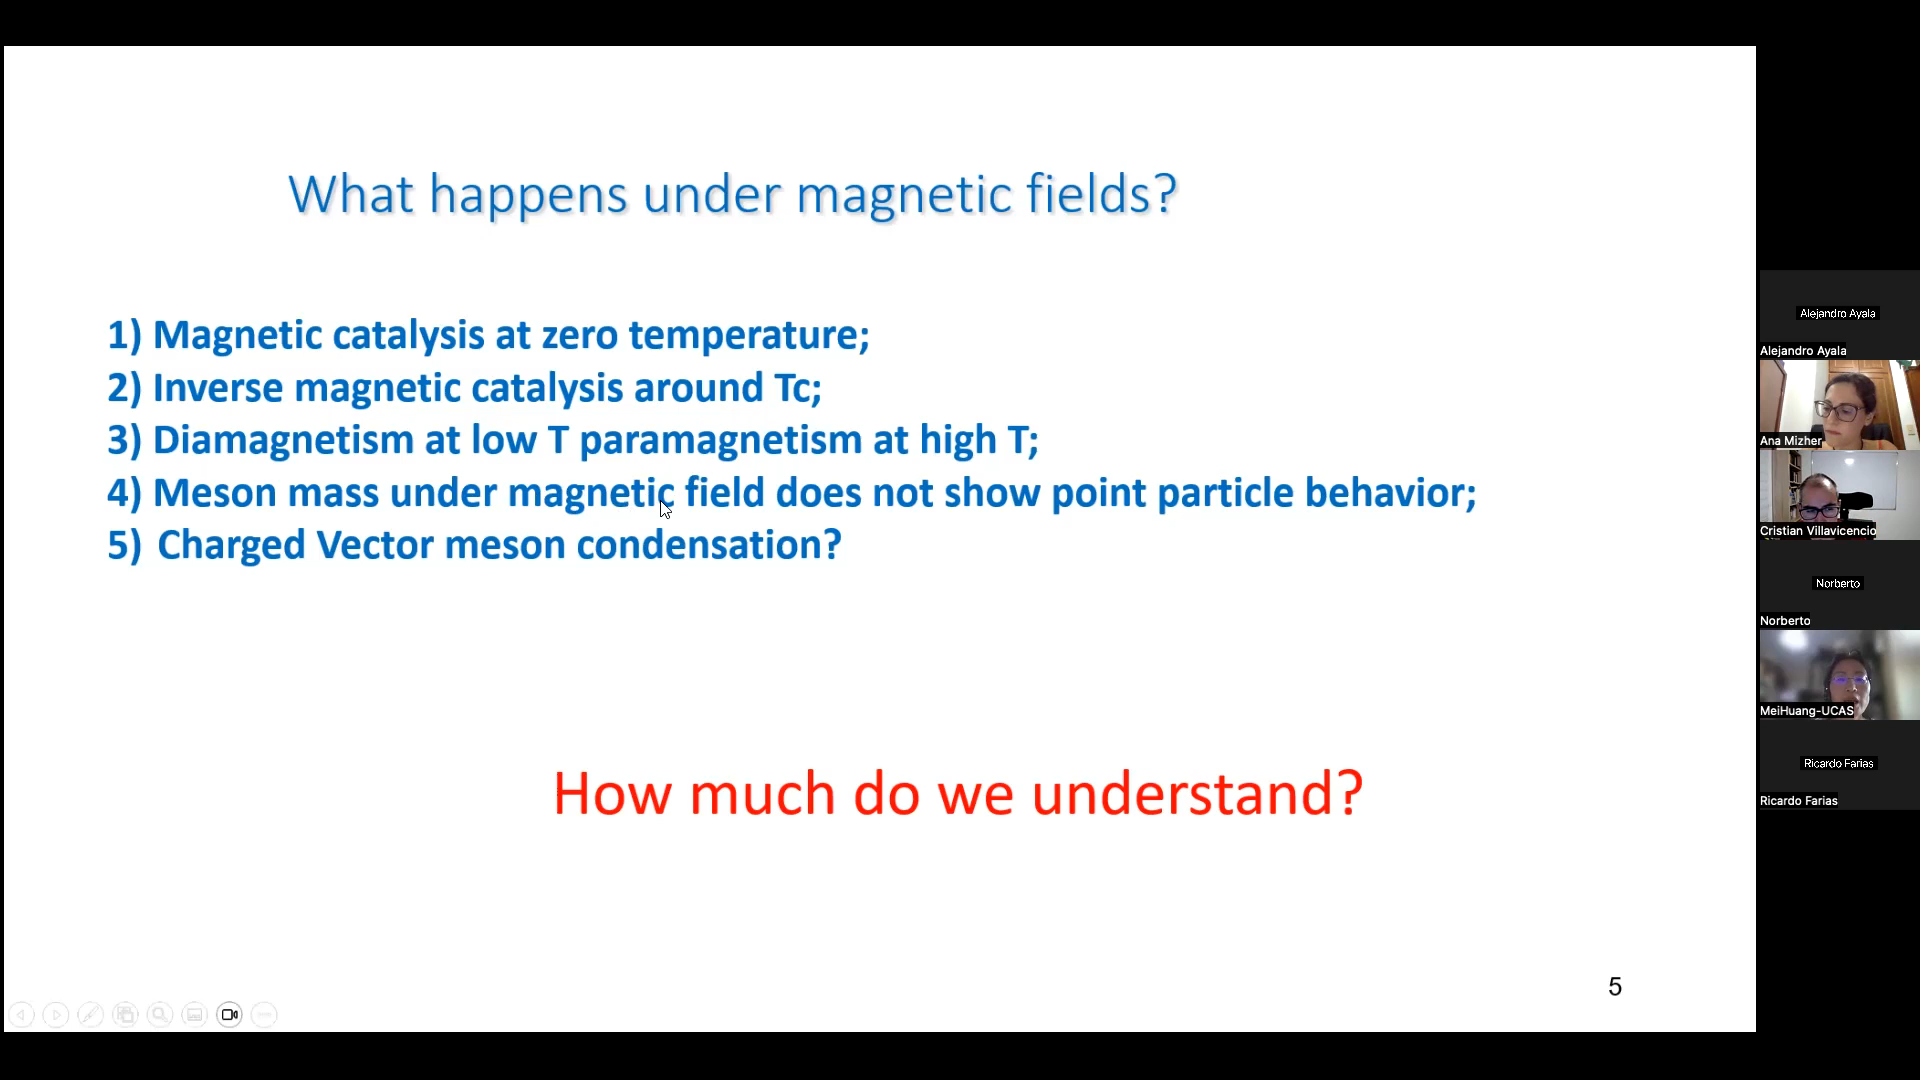 What happens under magnetic fields?
1) Magnetic catalysis at zero temperature;
2) Inverse magnetic catalysis around Tc;
3) Diamagnetism at low T paramagnetism at high T;
4) Meson mass under magnetic field does not show point particle behavior;
5) Charged Vector meson condensation?
How much do we understand?
5
Alejandro Ayala
Alejandro Ayala
Ana Mizher
Cristian Villavicencio
Norberto
Norberto
MeiHuang-UCAS
Ricardo Farias
Ricardo Farias